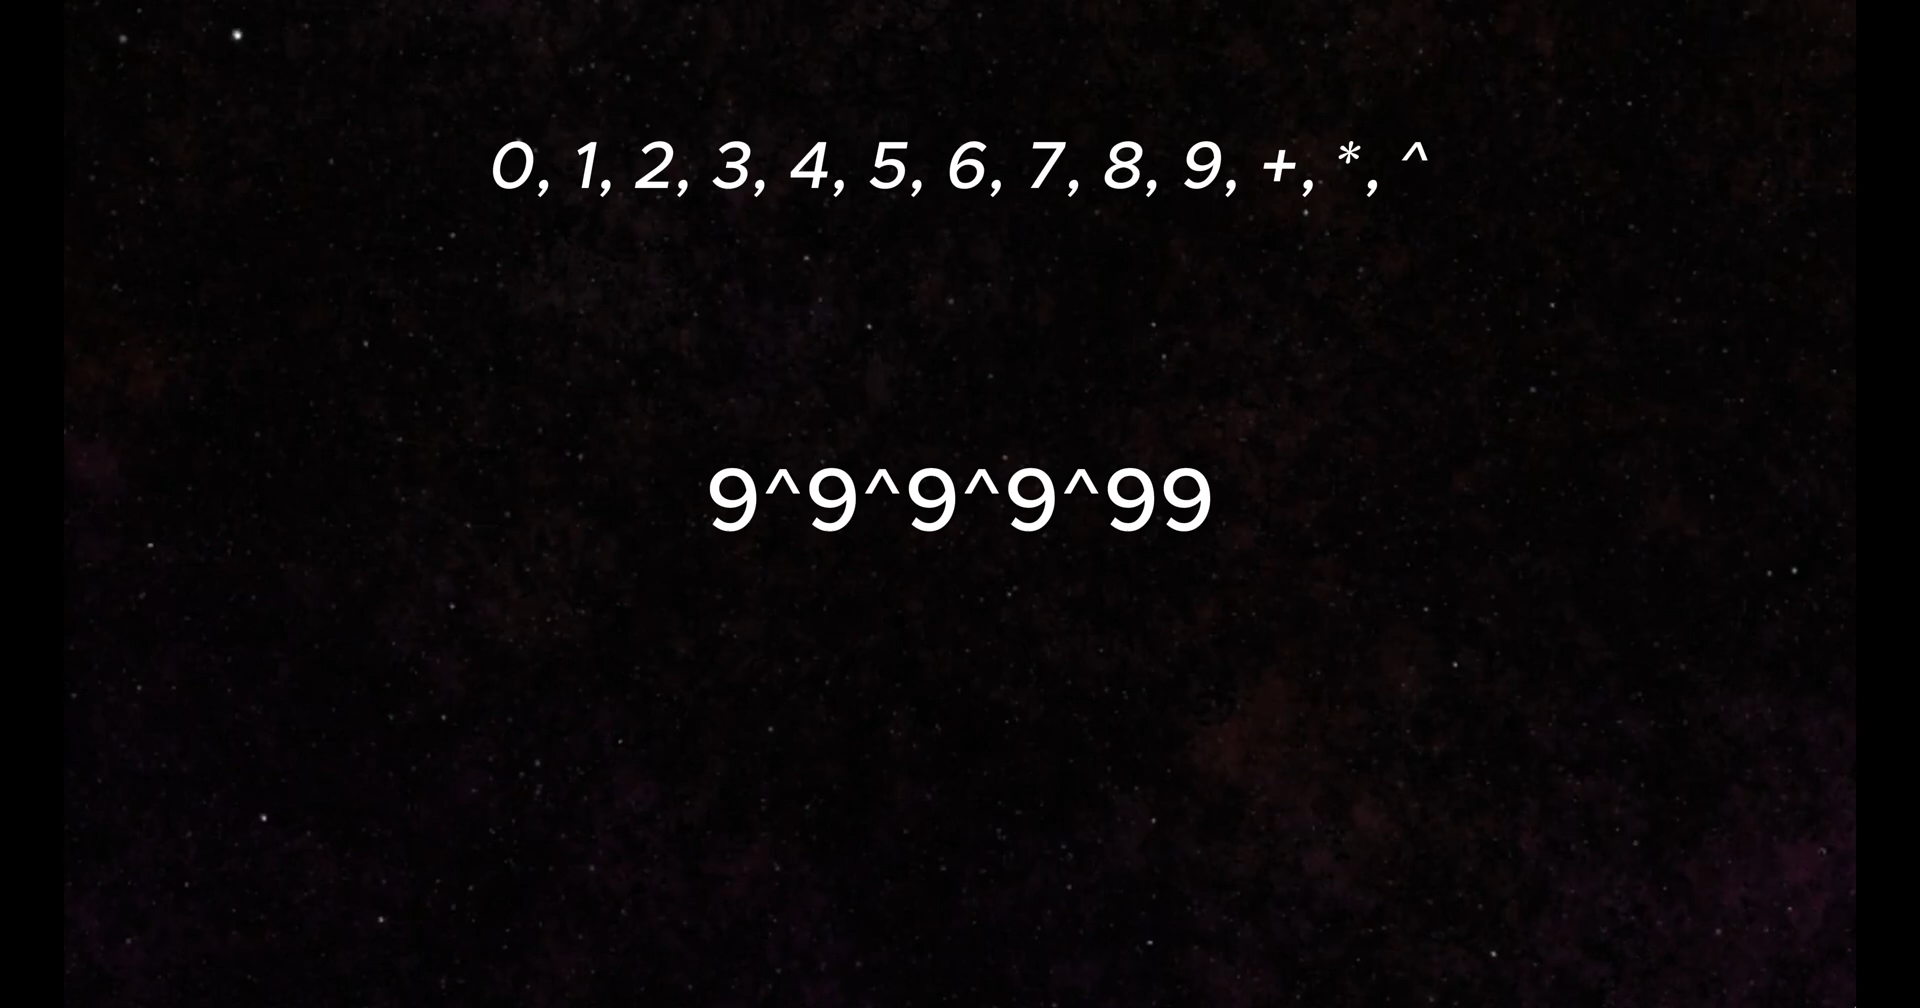 0, 1, 2, 3, 4, 5, 6, 7, 8, 9, +, *, ^
9^9^9^9^99